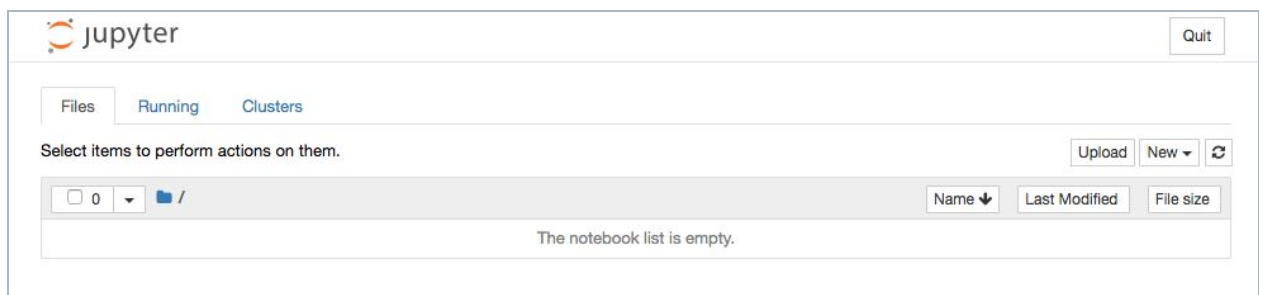 jupyter Quit
Files Running Clusters
Select items to perform actions on them. Upload New
0 / Name Last Modified File size
The notebook list is empty.